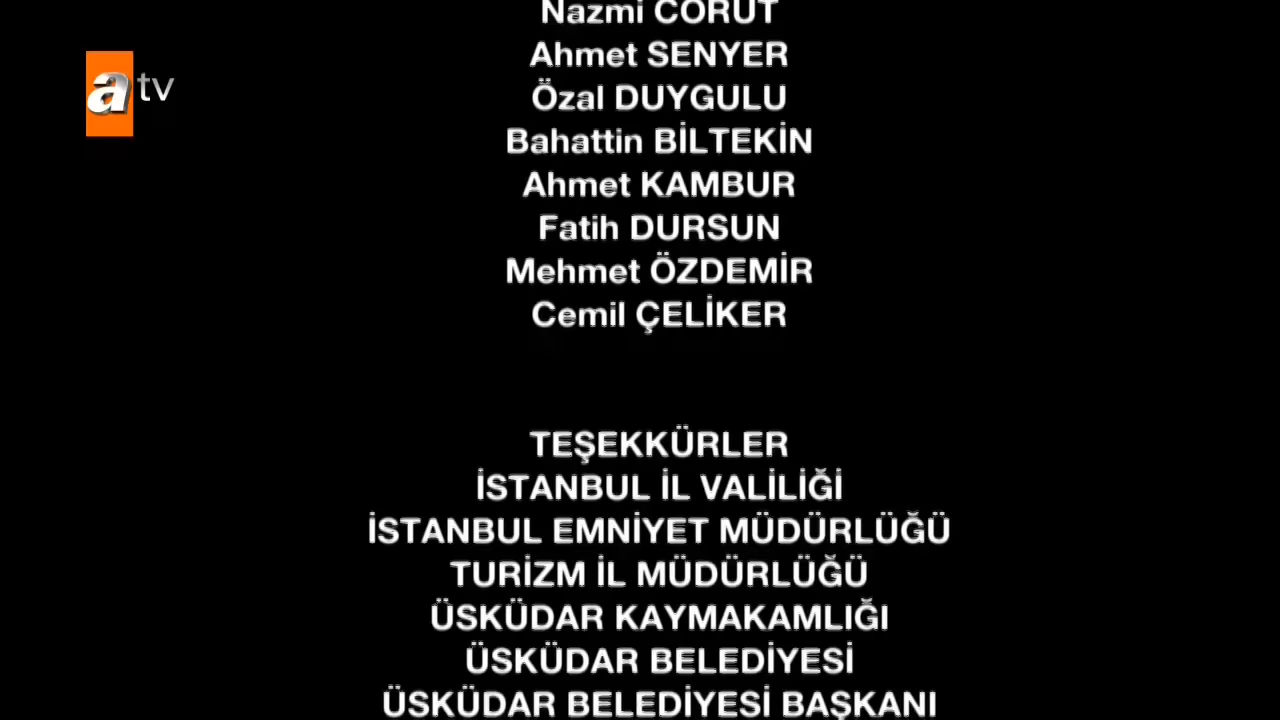 atv
Nazmi CORUT
Ahmet SENYER
Özal DUYGULU
Bahattin BİLTEKİN
Ahmet KAMBUR
Fatih DURSUN
Mehmet ÖZDEMİR
Cemil ÇELİKER
TEŞEKKÜRLER
İSTANBUL İL VALİLİĞİ
İSTANBUL EMNİYET MÜDÜRLÜĞÜ
TURİZM İL MÜDÜRLÜĞÜ
ÜSKÜDAR KAYMAKAMLIĞI
ÜSKÜDAR BELEDİYESİ
ÜSKÜDAR BELEDİYESİ BAŞKANI